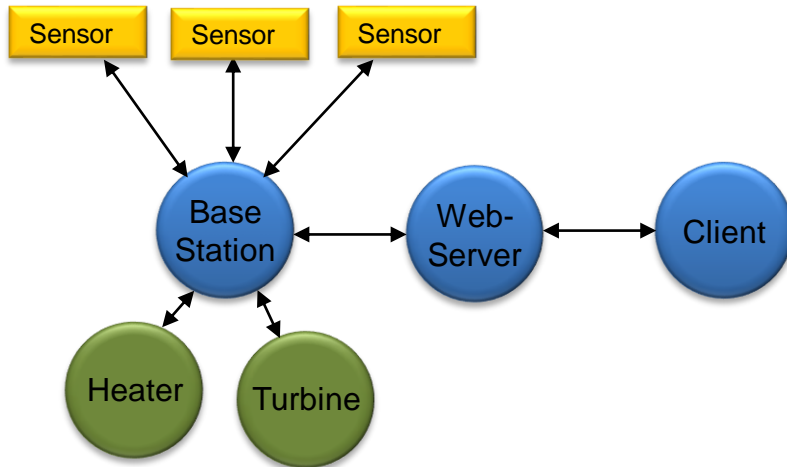 Sensor
Sensor
Sensor
Base
Station
Web-
Server
Client
Heater
Turbine